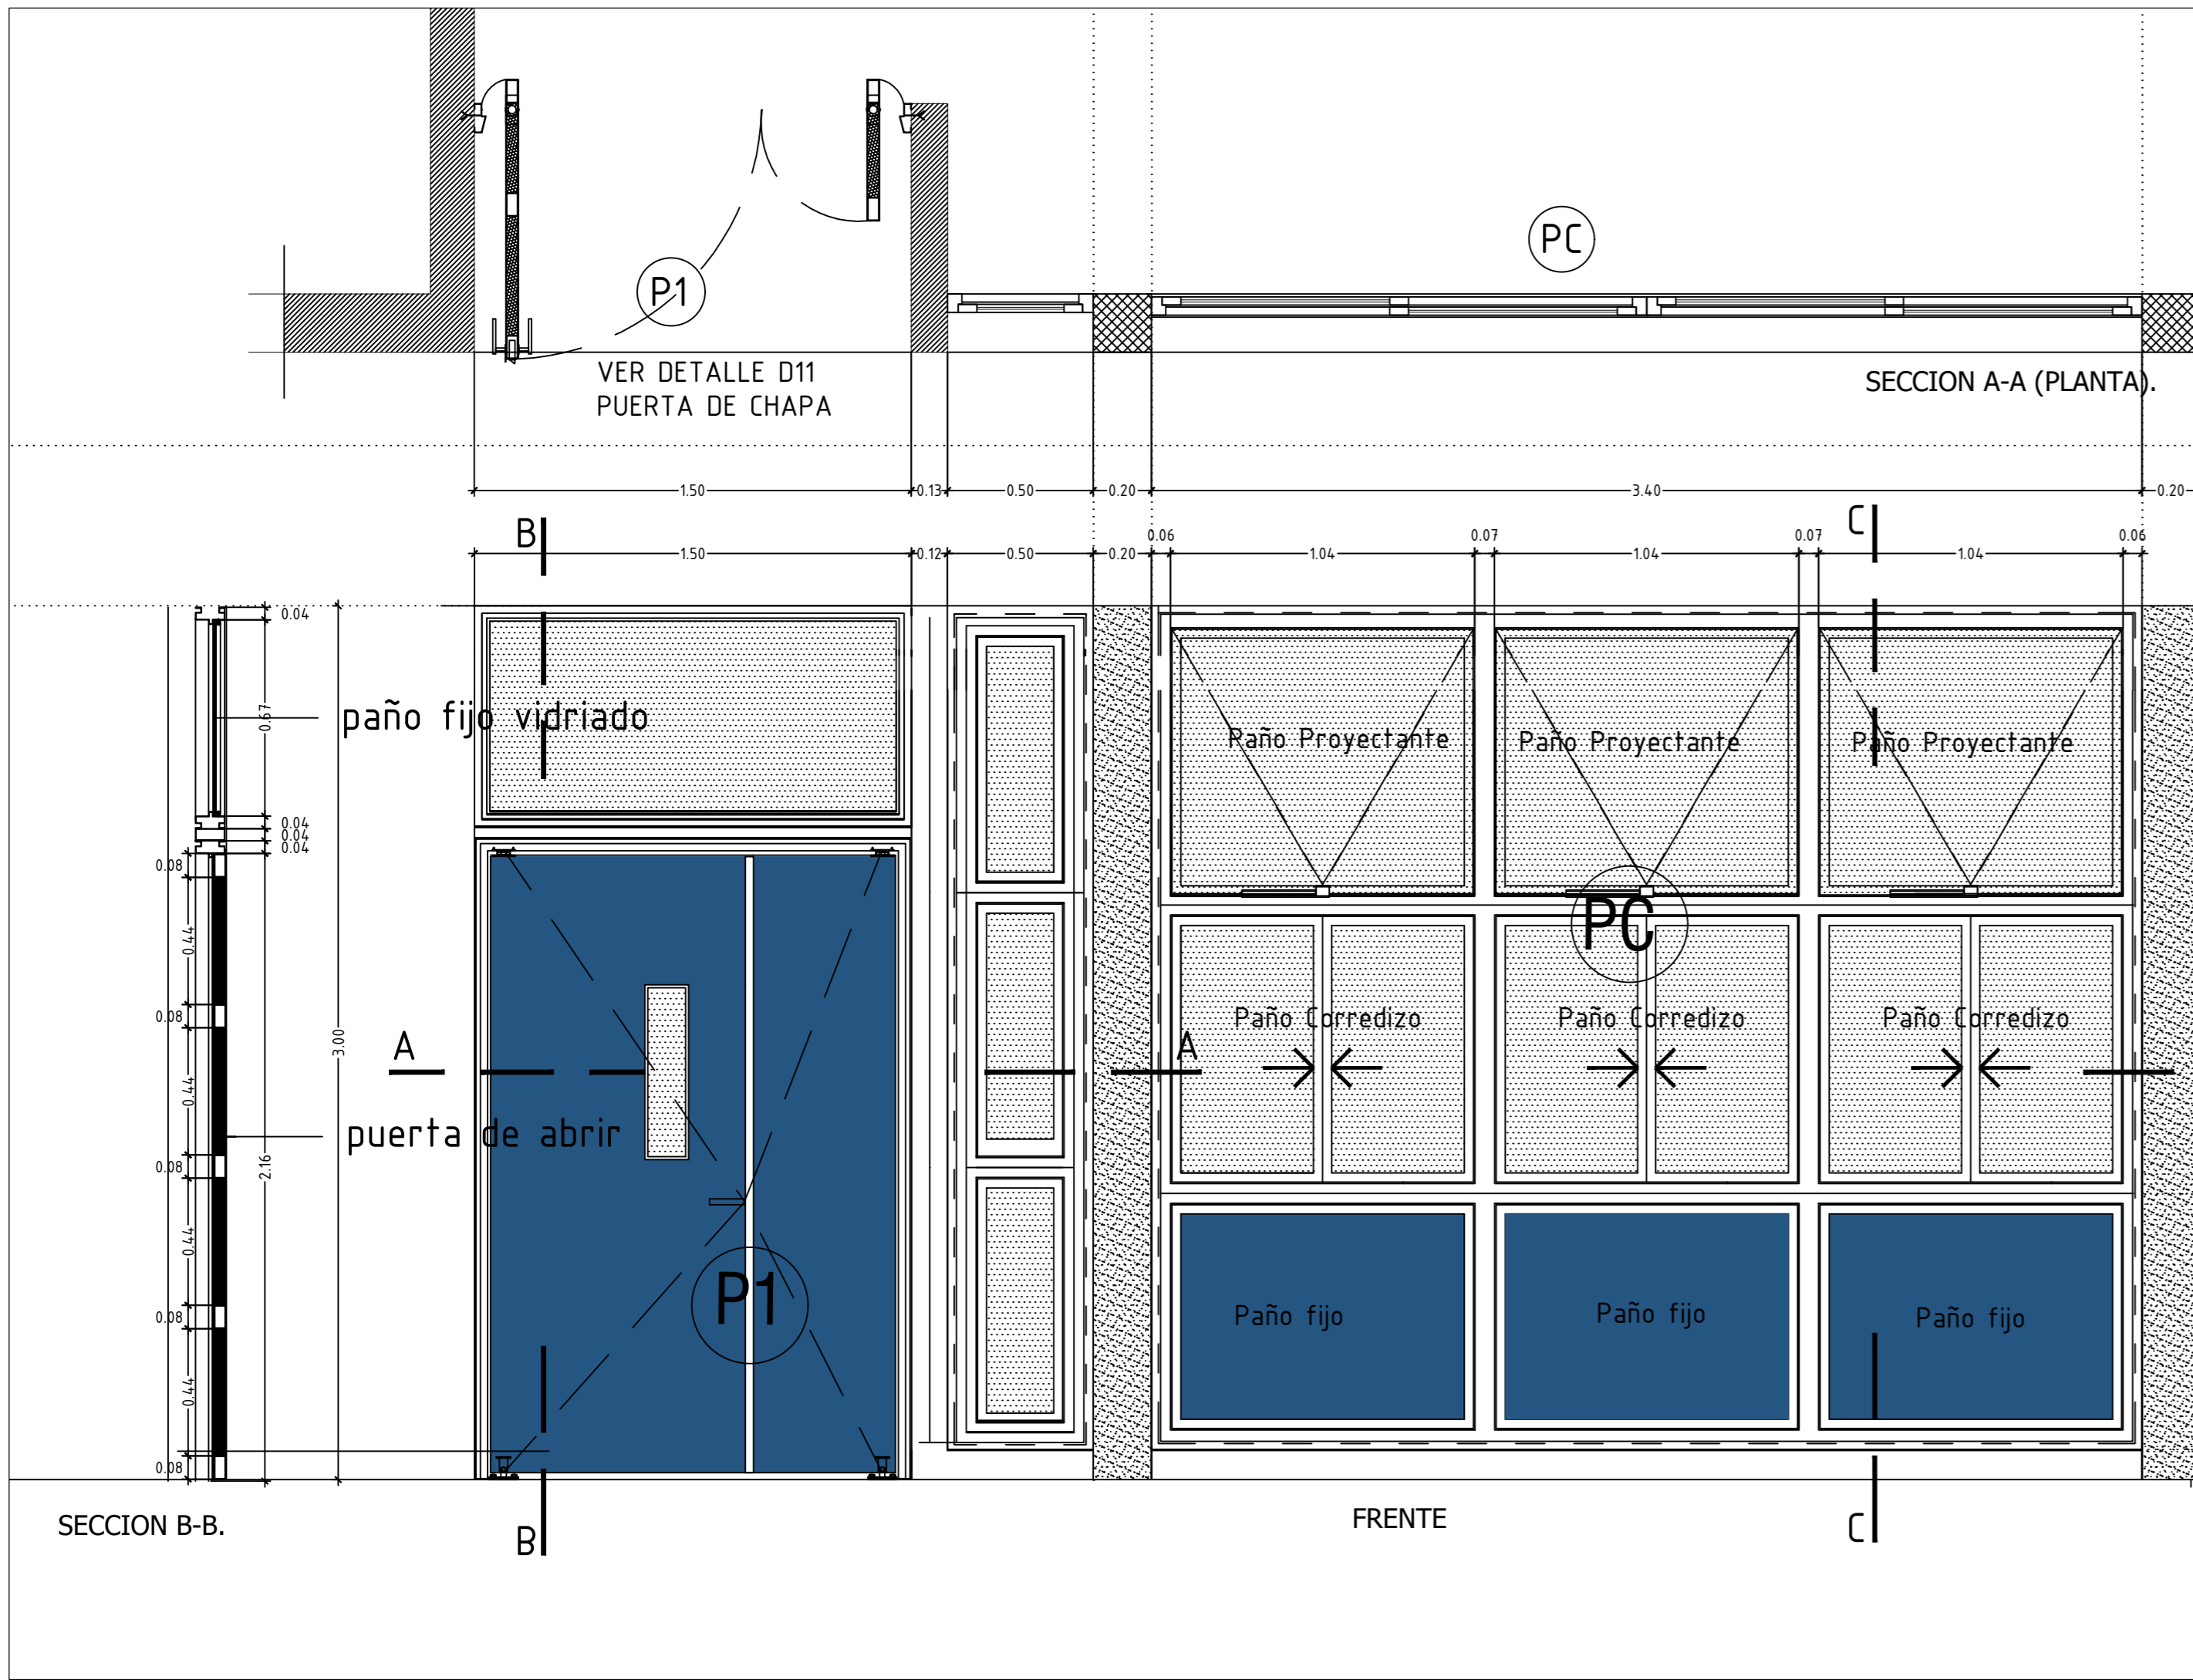 PC
P1
VER DETALLE D11
PUERTA DE CHAPA
SECCION A-A (PLANTA).
1.50
0.13
0.50
0.20
3.40
0.20
B
C
1.50
0.12
0.50
0.20
0.06
1.04
0.07
1.04
0.07
1.04
0.06
0.04
0.67
paño fijo vidriado
Paño Proyectante
Paño Proyectante
Paño Proyectante
0.04
0.04
0.04
0.08
0.44
PC
0.08
Paño Corredizo
Paño Corredizo
Paño Corredizo
3.00
A
A
0.44
puerta de abrir
0.08
2.16
0.44
P1
0.08
Paño fijo
Paño fijo
Paño fijo
0.44
0.08
SECCION B-B.
FRENTE
B
C